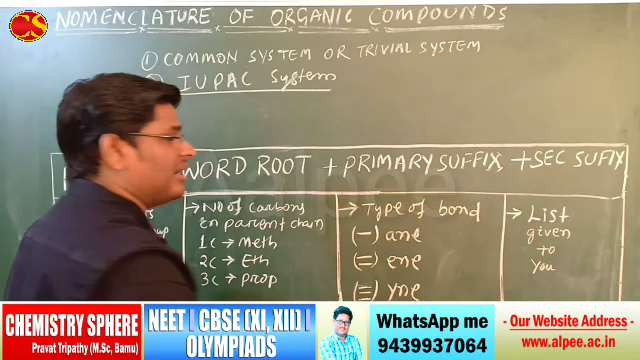 NOMENCLATURE OF ORGANIC COMPOUNDS
① COMMON SYSTEM OR TRIVIAL SYSTEM
IUPAC System
WORD ROOT + PRIMARY SUFFIX + SEC SUFIX
→ No of Carbons
in parent chain
1C → Meth
2C → Eth
3C → prop
→ Type of bond
(−) ane
(=) ene
(≡) yne
→ List
given
to
you
CHEMISTRY SPHERE
Pravat Tripathy (M.Sc, Bamu)
NEET | CBSE (XI, XII) |
OLYMPIADS
WhatsApp me
9439937064
- Our Website Address -
www.alpee.ac.in